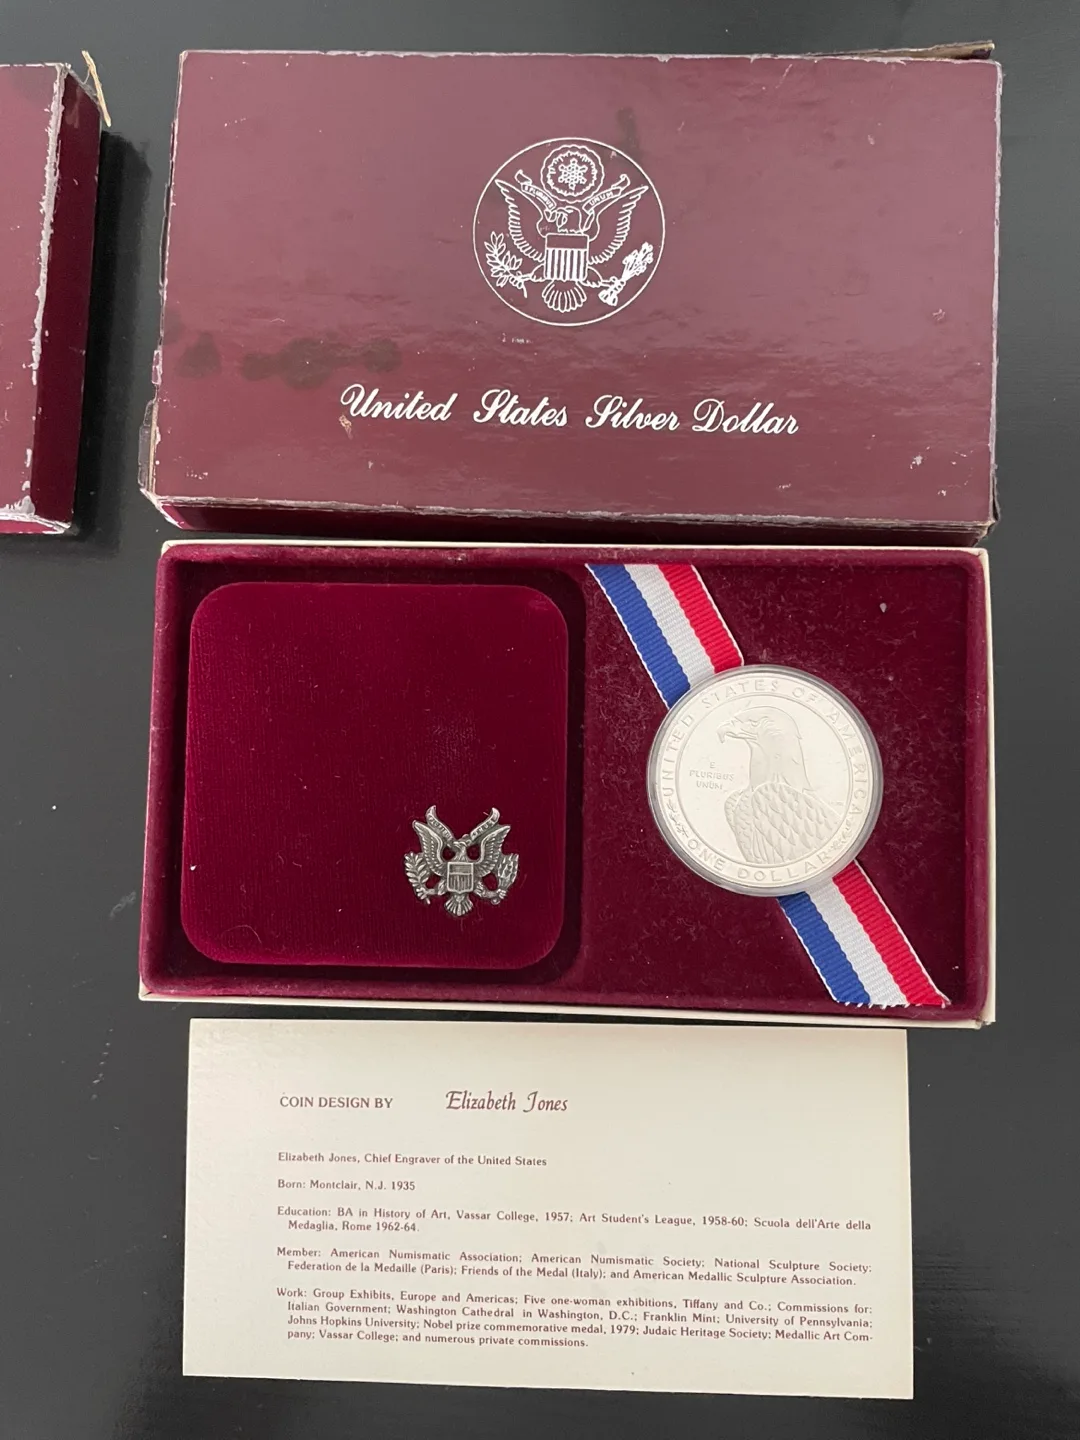 E PLURIBUS UNUM
United States Silver Dollar
UNITED STATES OF AMERICA
E
PLURIBUS
UNUM
ONE DOLLAR
COIN DESIGN BY Elizabeth Jones
Elizabeth Jones, Chief Engraver of the United States
Born: Montclair, N.J. 1935
Education: BA in History of Art, Vassar College, 1957; Art Student's League, 1958-60; Scuola dell'Arte della
Medaglia, Rome 1962-64.
Member: American Numismatic Association; American Numismatic Society; National Sculpture Society;
Federation de la Medaille (Paris); Friends of the Medal (Italy); and American Medallic Sculpture Association.
Work: Group Exhibits, Europe and Americas; Five one-woman exhibitions, Tiffany and Co.; Commissions for:
Italian Government; Washington Cathedral in Washington, D.C.; Franklin Mint; University of Pennsylvania;
Johns Hopkins University; Nobel prize commemorative medal, 1979; Judaic Heritage Society; Medallic Art Com-
pany; Vassar College; and numerous private commissions.